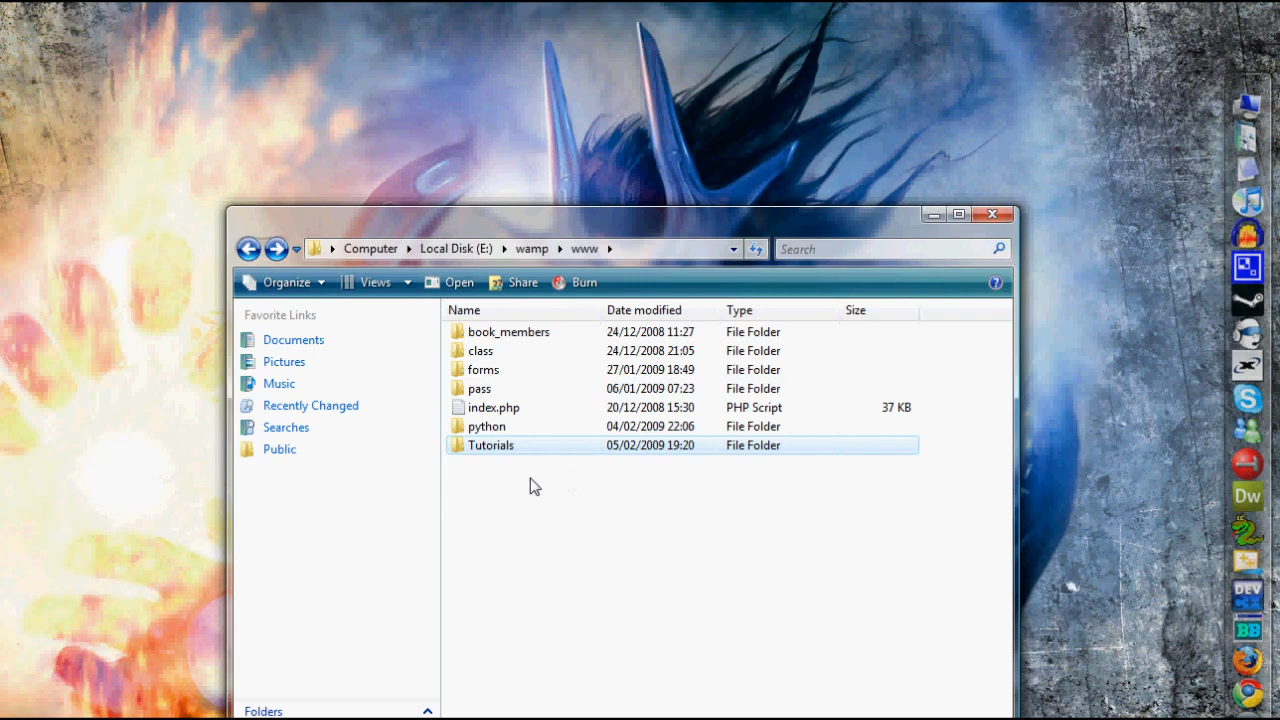 Computer Local Disk (E:) wamp www Search
Organize Views Open Share Burn
Favorite Links
Documents
Pictures
Music
Recently Changed
Searches
Public
Folders
Name Date modified Type Size
book_members 24/12/2008 11:27 File Folder
class 24/12/2008 21:05 File Folder
forms 27/01/2009 18:49 File Folder
pass 06/01/2009 07:23 File Folder
index.php 20/12/2008 15:30 PHP Script 37 KB
python 04/02/2009 22:06 File Folder
Tutorials 05/02/2009 19:20 File Folder
Dw
DEV
C++
BB